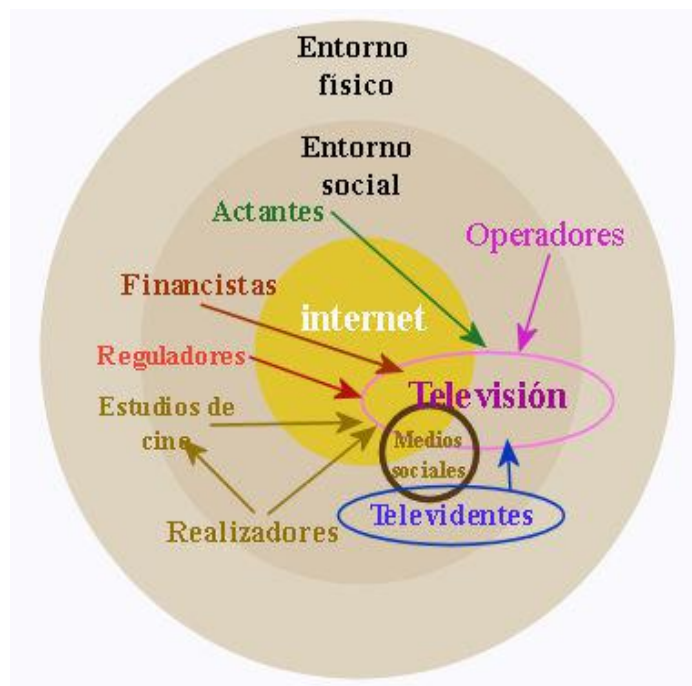 Entorno
físico
Entorno
social
Actantes
Operadores
Financistas
internet
Reguladores
Televisión
Estudios de
cine
Medios
sociales
Realizadores
Televidentes